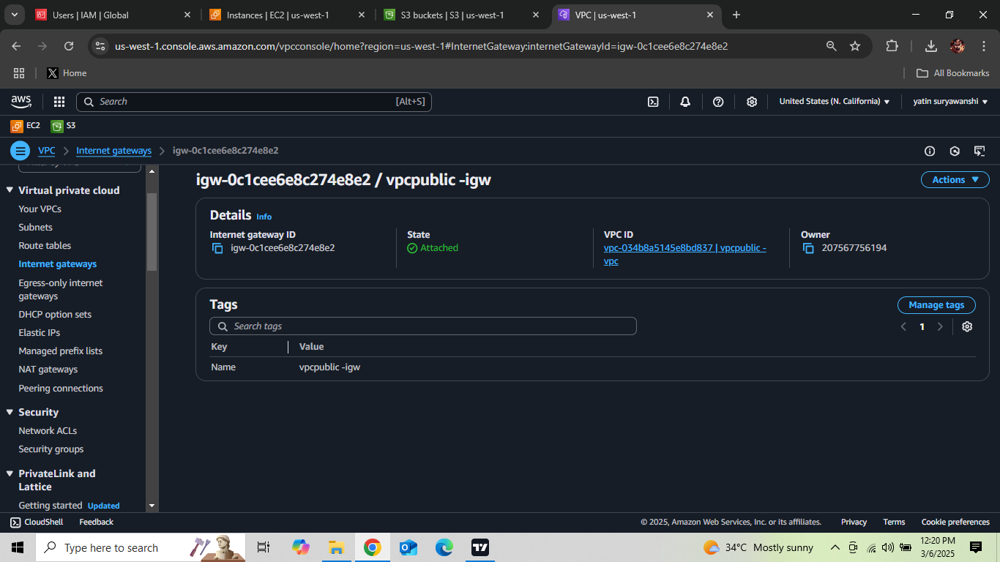 Users | IAM | Global
Instances | EC2 | us-west-1
S3 buckets | S3 | us-west-1
VPC | us-west-1
us-west-1.console.aws.amazon.com/vpcconsole/home?region=us-west-1#InternetGateway:internetGatewayId=igw-0c1cee6e8c274e8e2
Home
All Bookmarks
aws
Search
[Alt+S]
United States (N. California)
yatin suryawanshi
EC2
S3
VPC
Internet gateways
igw-0c1cee6e8c274e8e2
Virtual private cloud
Your VPCs
Subnets
Route tables
Internet gateways
Egress-only internet
gateways
DHCP option sets
Elastic IPs
Managed prefix lists
NAT gateways
Peering connections
Security
Network ACLs
Security groups
PrivateLink and
Lattice
Getting started Updated
igw-0c1cee6e8c274e8e2 / vpcpublic -igw
Actions
Details Info
Internet gateway ID
igw-0c1cee6e8c274e8e2
State
Attached
VPC ID
vpc-034b8a5145e8bd837 | vpcpublic -
vpc
Owner
207567756194
Tags
Manage tags
Search tags
1
Key
Value
Name
vpcpublic -igw
CloudShell
Feedback
© 2025, Amazon Web Services, Inc. or its affiliates.
Privacy
Terms
Cookie preferences
Type here to search
34°C Mostly sunny
12:20 PM
3/6/2025